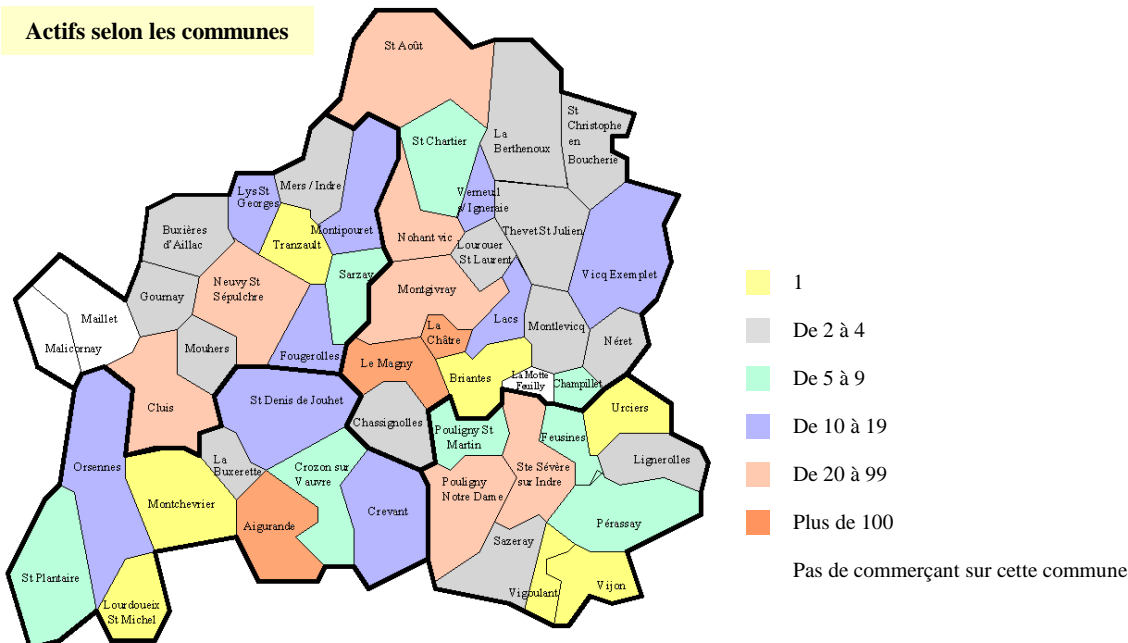 Actifs selon les communes
St Août
St Chartier
La
Berthenoux
St
Christophe
en
Boucherie
Lys St
Georges
Mers / Indre
Verneuil
s/ Igneraie
Buxières
d'Aillac
Tranzault
Montipouret
Nohant vic
Lourouer
St Laurent
Thevet St Julien
Vicq Exemplet
Sarzay
Gournay
Neuvy St
Sépulchre
Montgivray
Maillet
Malicornay
Mouhers
Fougerolles
La
Châtre
Lacs
Montlevicq
Néret
Le Magny
Briantes
La Motte
Feuilly
Champillet
Cluis
St Denis de Jouhet
Chassignolles
Urciers
Pouligny St
Martin
Feusines
Orsennes
La
Buxerette
Crozon sur
Vauvre
Lignerolles
Montchevrier
Aigurande
Crevant
Pouligny
Notre Dame
Ste Sévère
sur Indre
Pérassay
Sazeray
St Plantaire
Lourdoueix
St Michel
Vigoulant
Vijon
1
De 2 à 4
De 5 à 9
De 10 à 19
De 20 à 99
Plus de 100
Pas de commerçant sur cette commune